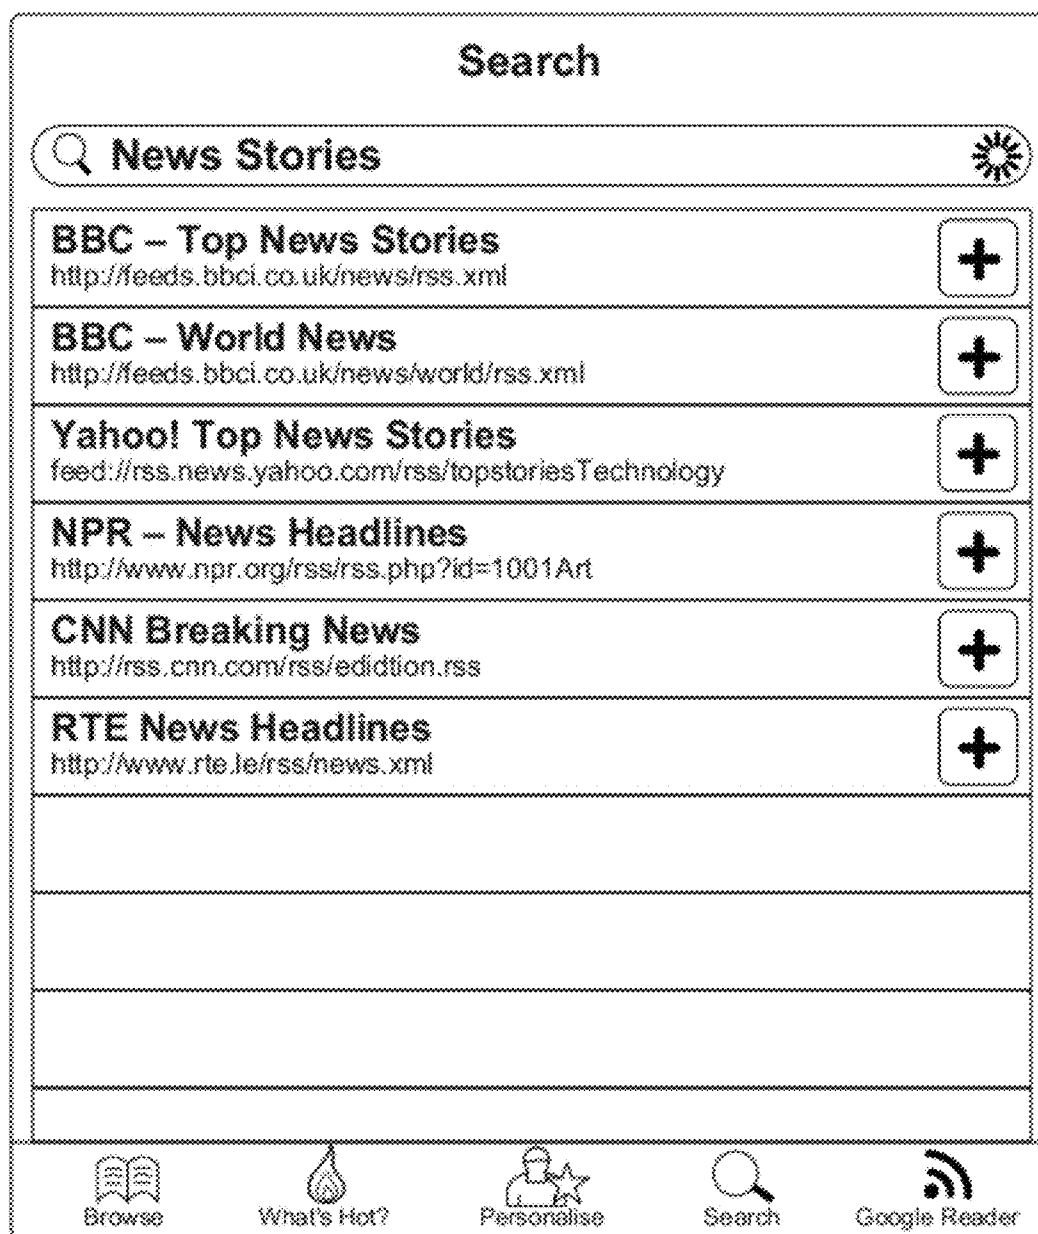 Search
News Stories
BBC – Top News Stories
http://feeds.bbci.co.uk/news/rss.xml
BBC – World News
http://feeds.bbci.co.uk/news/world/rss.xml
Yahoo! Top News Stories
feed://rss.news.yahoo.com/rss/topstoriesTechnology
NPR – News Headlines
http://www.npr.org/rss/rss.php?id=1001Art
CNN Breaking News
http://rss.cnn.com/rss/edidtion.rss
RTE News Headlines
http://www.rte.ie/rss/news.xml
Browse What's Hot? Personalise Search Google Reader